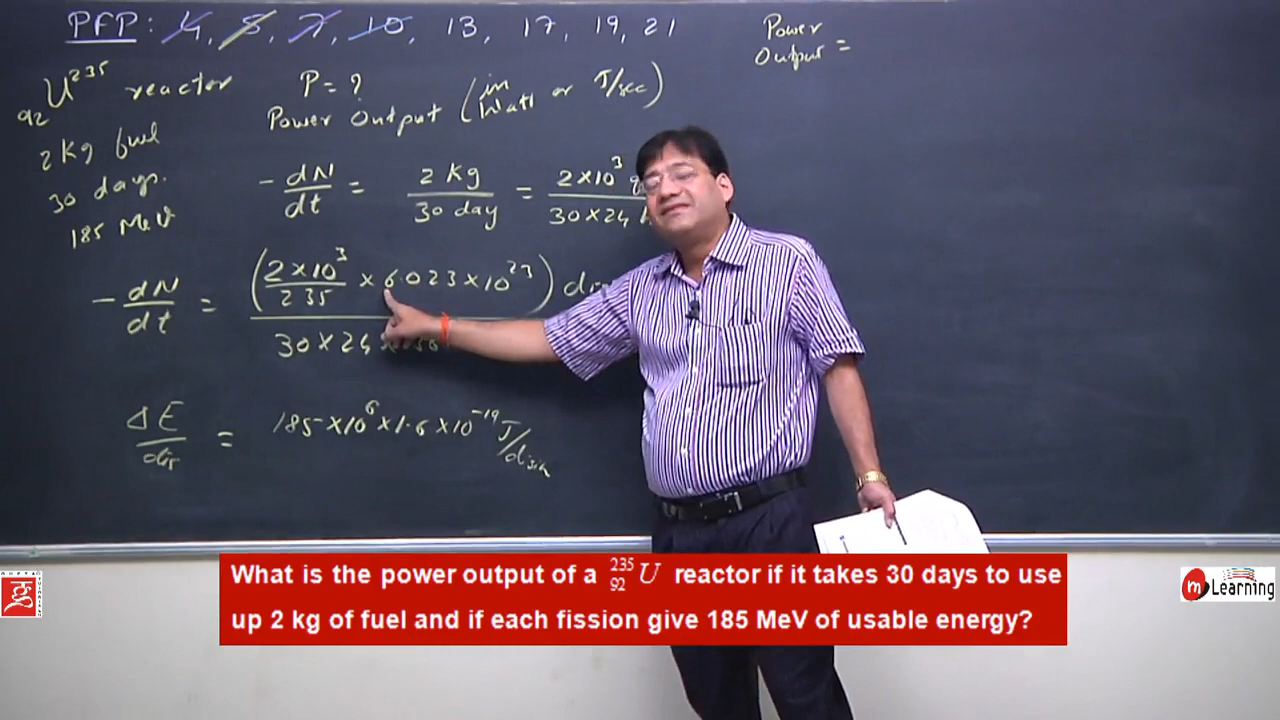 PFP: 4, 5, 7, 10, 13, 17, 19, 21
Power
Output =
₉₂U²³⁵ reactor
2 Kg fuel
30 days.
185 MeV
P = ?
Power Output (in Watt or J/sec)
-dN/dt = 2 Kg/30 day = 2×10³/30×24
-dN/dt = (2×10³/235 × 6.023×10²³)
30×24
ΔE/dis = 185×10⁶×1.6×10⁻¹⁹ J/
What is the power output of a ²³⁵₉₂U reactor if it takes 30 days to use
up 2 kg of fuel and if each fission give 185 MeV of usable energy?
m Learning